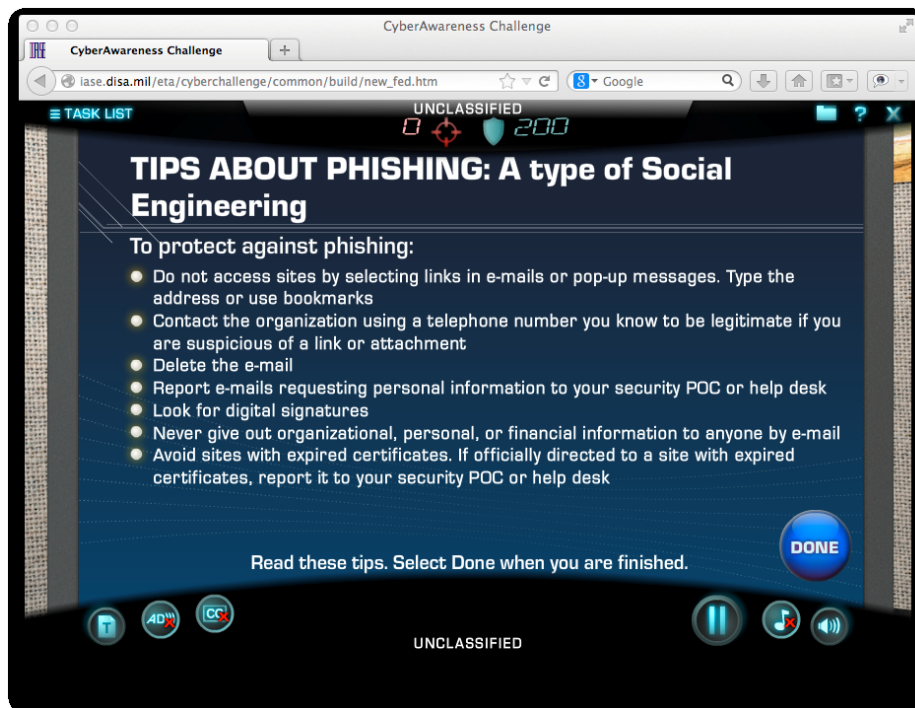 CyberAwareness Challenge
CyberAwareness Challenge
iase.disa.mil/eta/cyberchallenge/common/build/new_fed.htm
Google
TASK LIST
UNCLASSIFIED
0 200
?
X
TIPS ABOUT PHISHING: A type of Social
Engineering
To protect against phishing:
Do not access sites by selecting links in e-mails or pop-up messages. Type the
address or use bookmarks
Contact the organization using a telephone number you know to be legitimate if you
are suspicious of a link or attachment
Delete the e-mail
Report e-mails requesting personal information to your security POC or help desk
Look for digital signatures
Never give out organizational, personal, or financial information to anyone by e-mail
Avoid sites with expired certificates. If officially directed to a site with expired
certificates, report it to your security POC or help desk
DONE
Read these tips. Select Done when you are finished.
T
AD
CC
UNCLASSIFIED